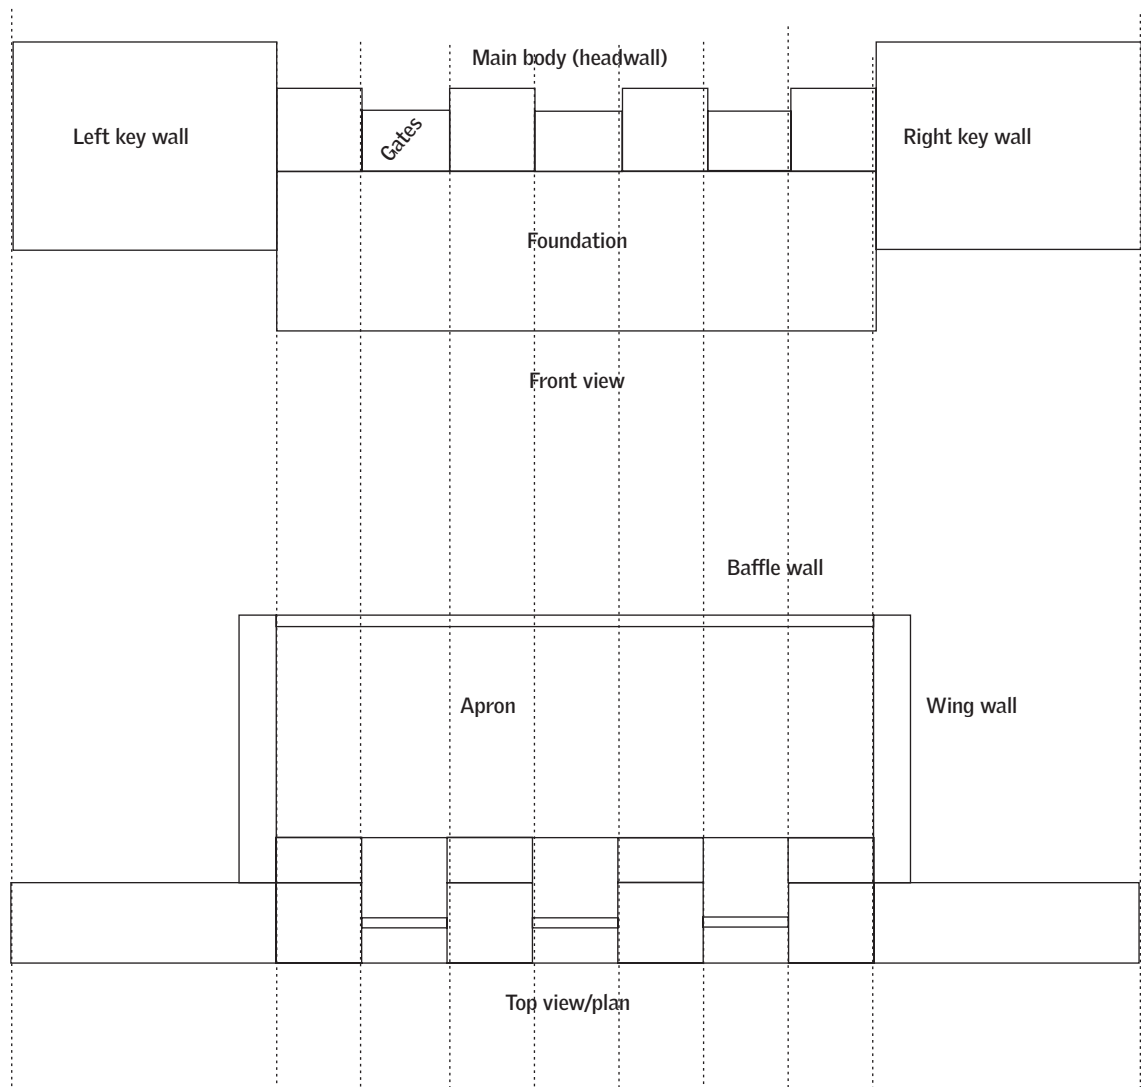 Main body (headwall)
Left key wall
Gates
Right key wall
Foundation
Front view
Baffle wall
Apron
Wing wall
Top view/plan